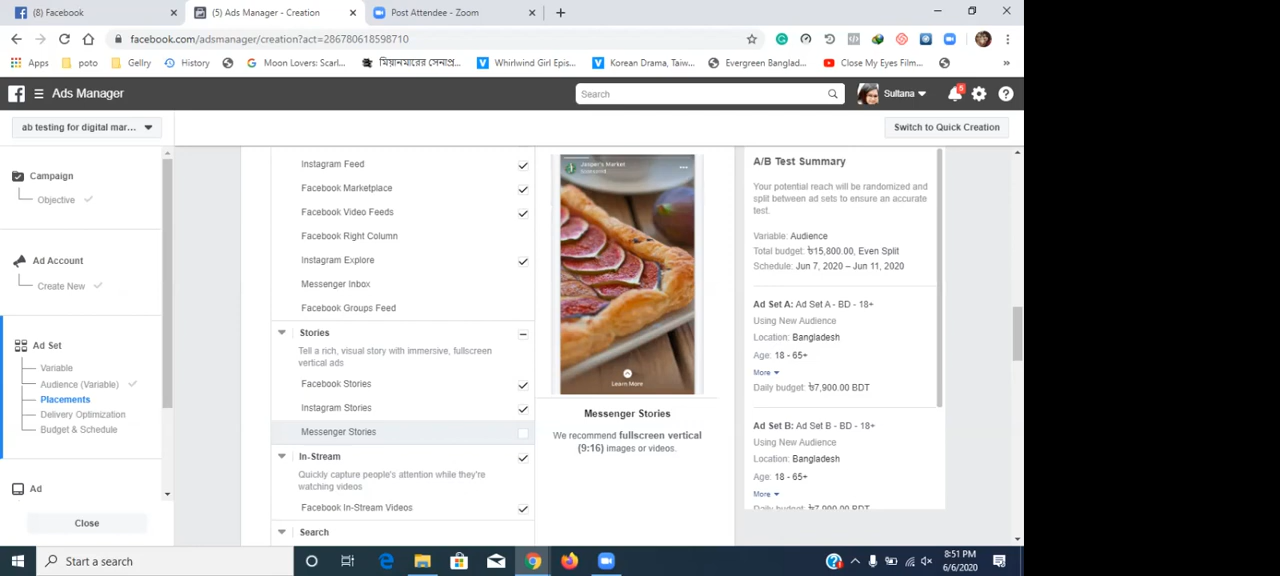 (8) Facebook
(5) Ads Manager - Creation
Post Attendee - Zoom
facebook.com/adsmanager/creation?act=286780618598710
Apps
poto
Gellry
History
Moon Lovers: Scarl...
মিয়ানমারের সেনাপ্র...
Whirlwind Girl Epis...
Korean Drama, Taiw...
Evergreen Banglad...
Close My Eyes Film...
Ads Manager
Search
Sultana
5
ab testing for digital mar...
Switch to Quick Creation
Campaign
Objective
Ad Account
Create New
Ad Set
Variable
Audience (Variable)
Placements
Delivery Optimization
Budget & Schedule
Ad
Close
Instagram Feed
Facebook Marketplace
Facebook Video Feeds
Facebook Right Column
Instagram Explore
Messenger Inbox
Facebook Groups Feed
Stories
Tell a rich, visual story with immersive, fullscreen
vertical ads
Facebook Stories
Instagram Stories
Messenger Stories
In-Stream
Quickly capture people's attention while they're
watching videos
Facebook In-Stream Videos
Search
Jasper's Market
Sponsored
Learn More
Messenger Stories
We recommend fullscreen vertical
(9:16) images or videos.
A/B Test Summary
Your potential reach will be randomized and
split between ad sets to ensure an accurate
test.
Variable: Audience
Total budget: ৳15,800.00, Even Split
Schedule: Jun 7, 2020 – Jun 11, 2020
Ad Set A: Ad Set A - BD - 18+
Using New Audience
Location: Bangladesh
Age: 18 - 65+
More
Daily budget: ৳7,900.00 BDT
Ad Set B: Ad Set B - BD - 18+
Using New Audience
Location: Bangladesh
Age: 18 - 65+
More
Daily budget: ৳7,900.00 BDT
Start a search
8:51 PM
6/6/2020